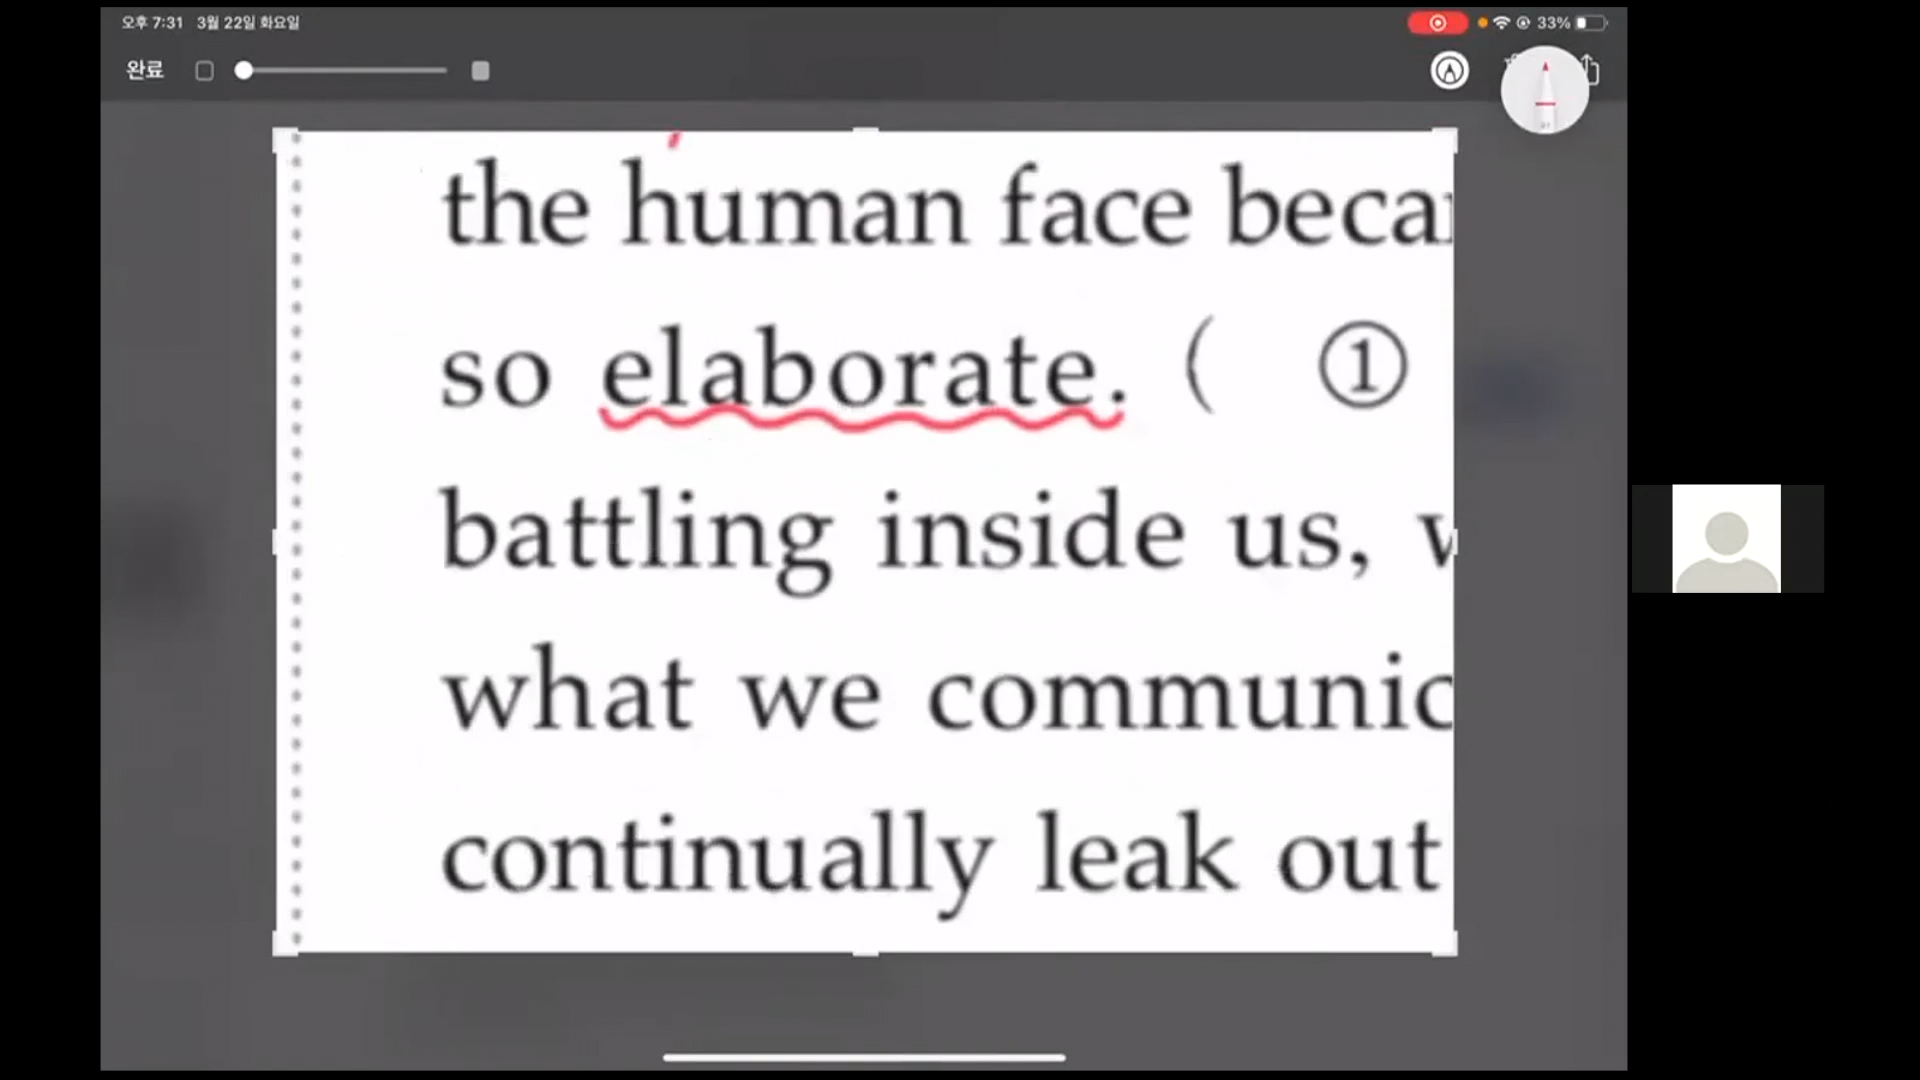 오후 7:31 3월 22일 화요일
33%
완료
the human face beca
so elaborate. ( ①
battling inside us,
what we communic
continually leak out